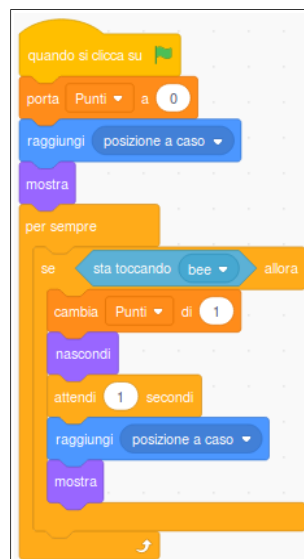 quando si clicca su
porta Punti a 0
raggiungi posizione a caso
mostra
per sempre
se sta toccando bee allora
cambia Punti di 1
nascondi
attendi 1 secondi
raggiungi posizione a caso
mostra